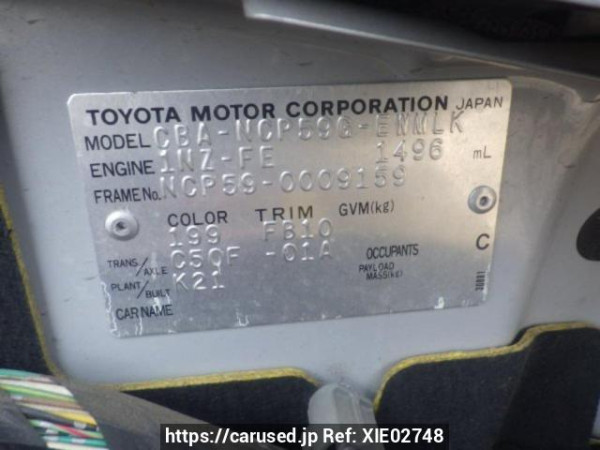 TOYOTA MOTOR CORPORATION JAPAN
MODEL CBA-NCP59G-EWMLK
ENGINE 1NZ-FE 1496 mL
FRAME No. NCP59-0009159
COLOR TRIM GVM(kg)
199 FB10
TRANS/AXLE C50F -01A OCCUPANTS C
PLANT/BUILT K21 PAYLOAD MASS(kg)
CAR NAME
https://carused.jp Ref: XIE02748